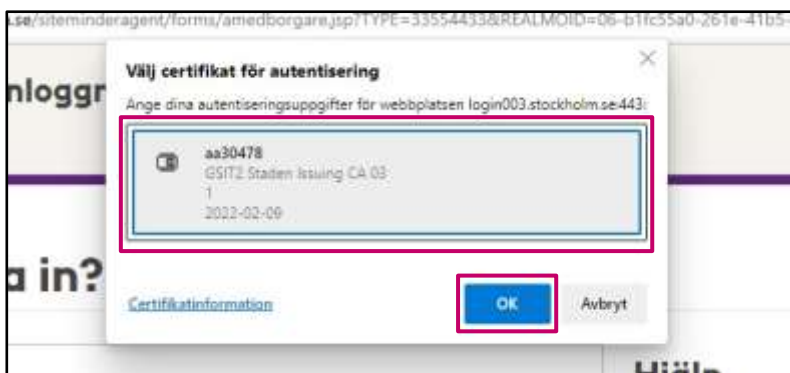 .se/siteminderagent/forms/amedborgare.jsp?TYPE=33554433&REALMOID=06-b1fc55a0-261e-41b5-
nloggr
Välj certifikat för autentisering
Ange dina autentiseringsuppgifter för webbplatsen login003.stockholm.se:443:
aa30478
GSIT2 Staden Issuing CA 03
1
2022-02-09
a in?
Certifikatinformation
OK
Avbryt
Hjälp